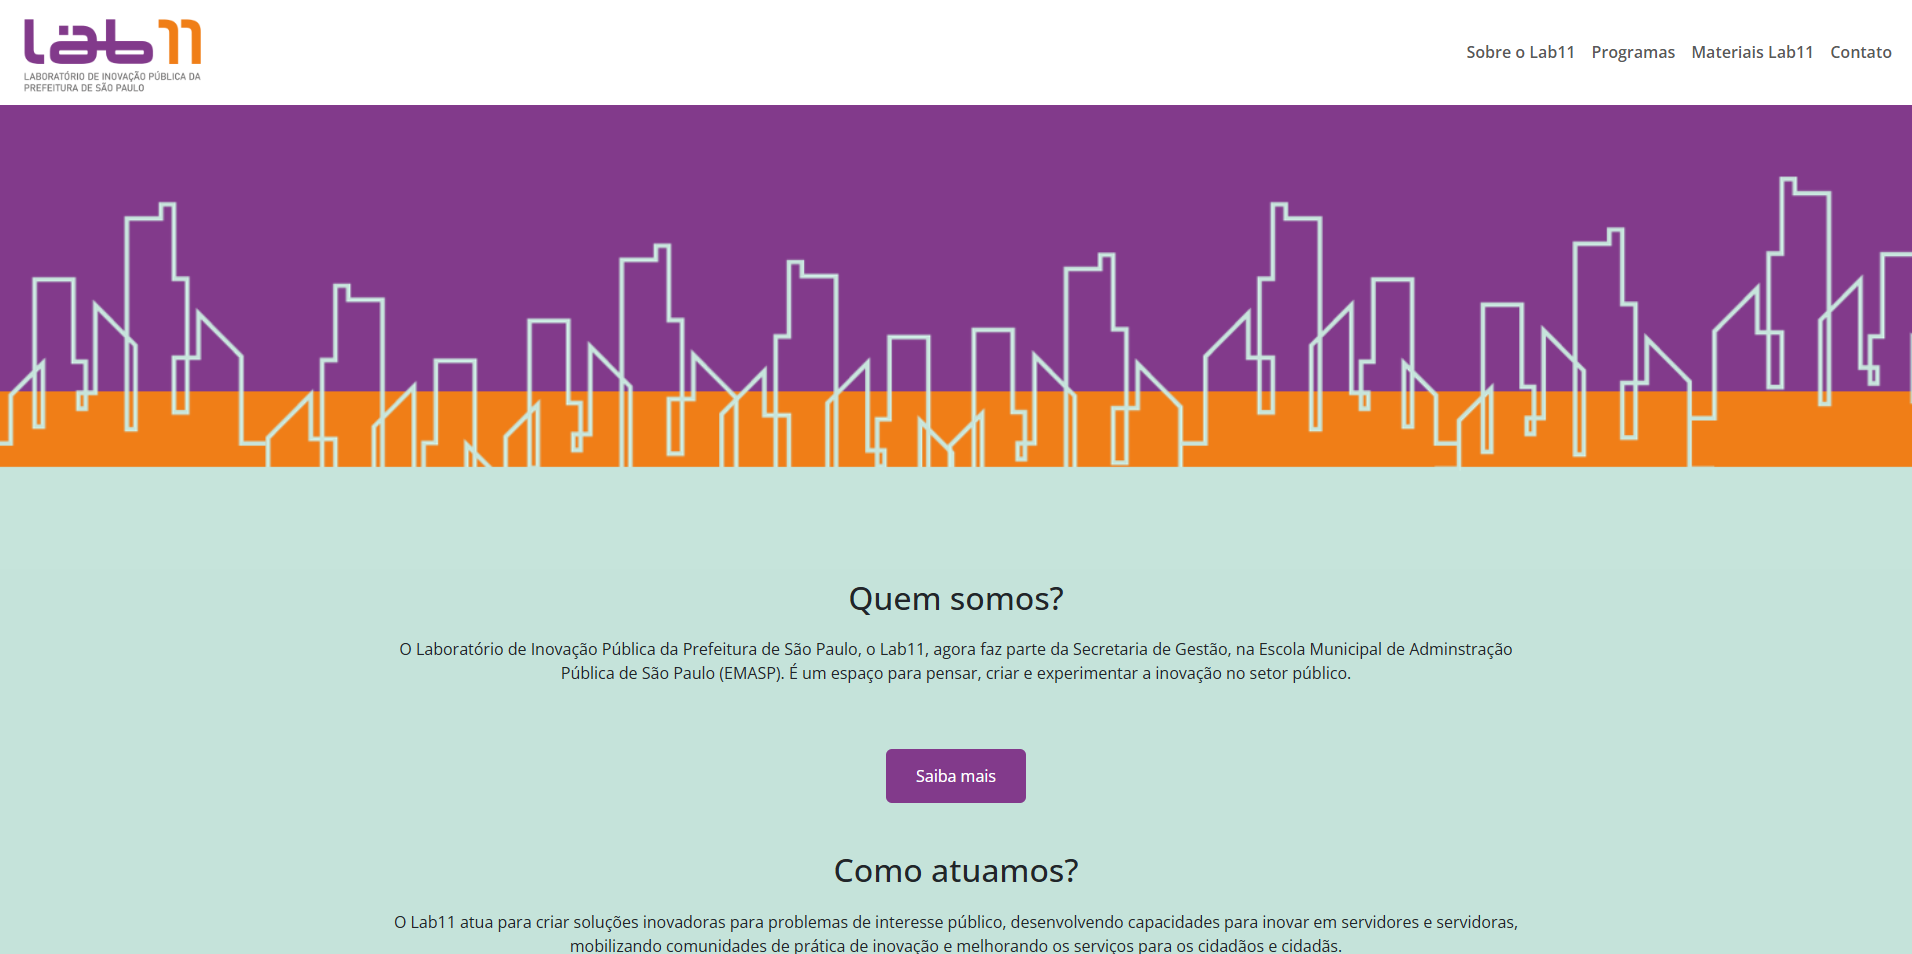 Lab11
LABORATÓRIO DE INOVAÇÃO PÚBLICA DA
PREFEITURA DE SÃO PAULO
Sobre o Lab11 Programas Materiais Lab11 Contato
Quem somos?
O Laboratório de Inovação Pública da Prefeitura de São Paulo, o Lab11, agora faz parte da Secretaria de Gestão, na Escola Municipal de Adminstração
Pública de São Paulo (EMASP). É um espaço para pensar, criar e experimentar a inovação no setor público.
Saiba mais
Como atuamos?
O Lab11 atua para criar soluções inovadoras para problemas de interesse público, desenvolvendo capacidades para inovar em servidores e servidoras,
mobilizando comunidades de prática de inovação e melhorando os serviços para os cidadãos e cidadãs.